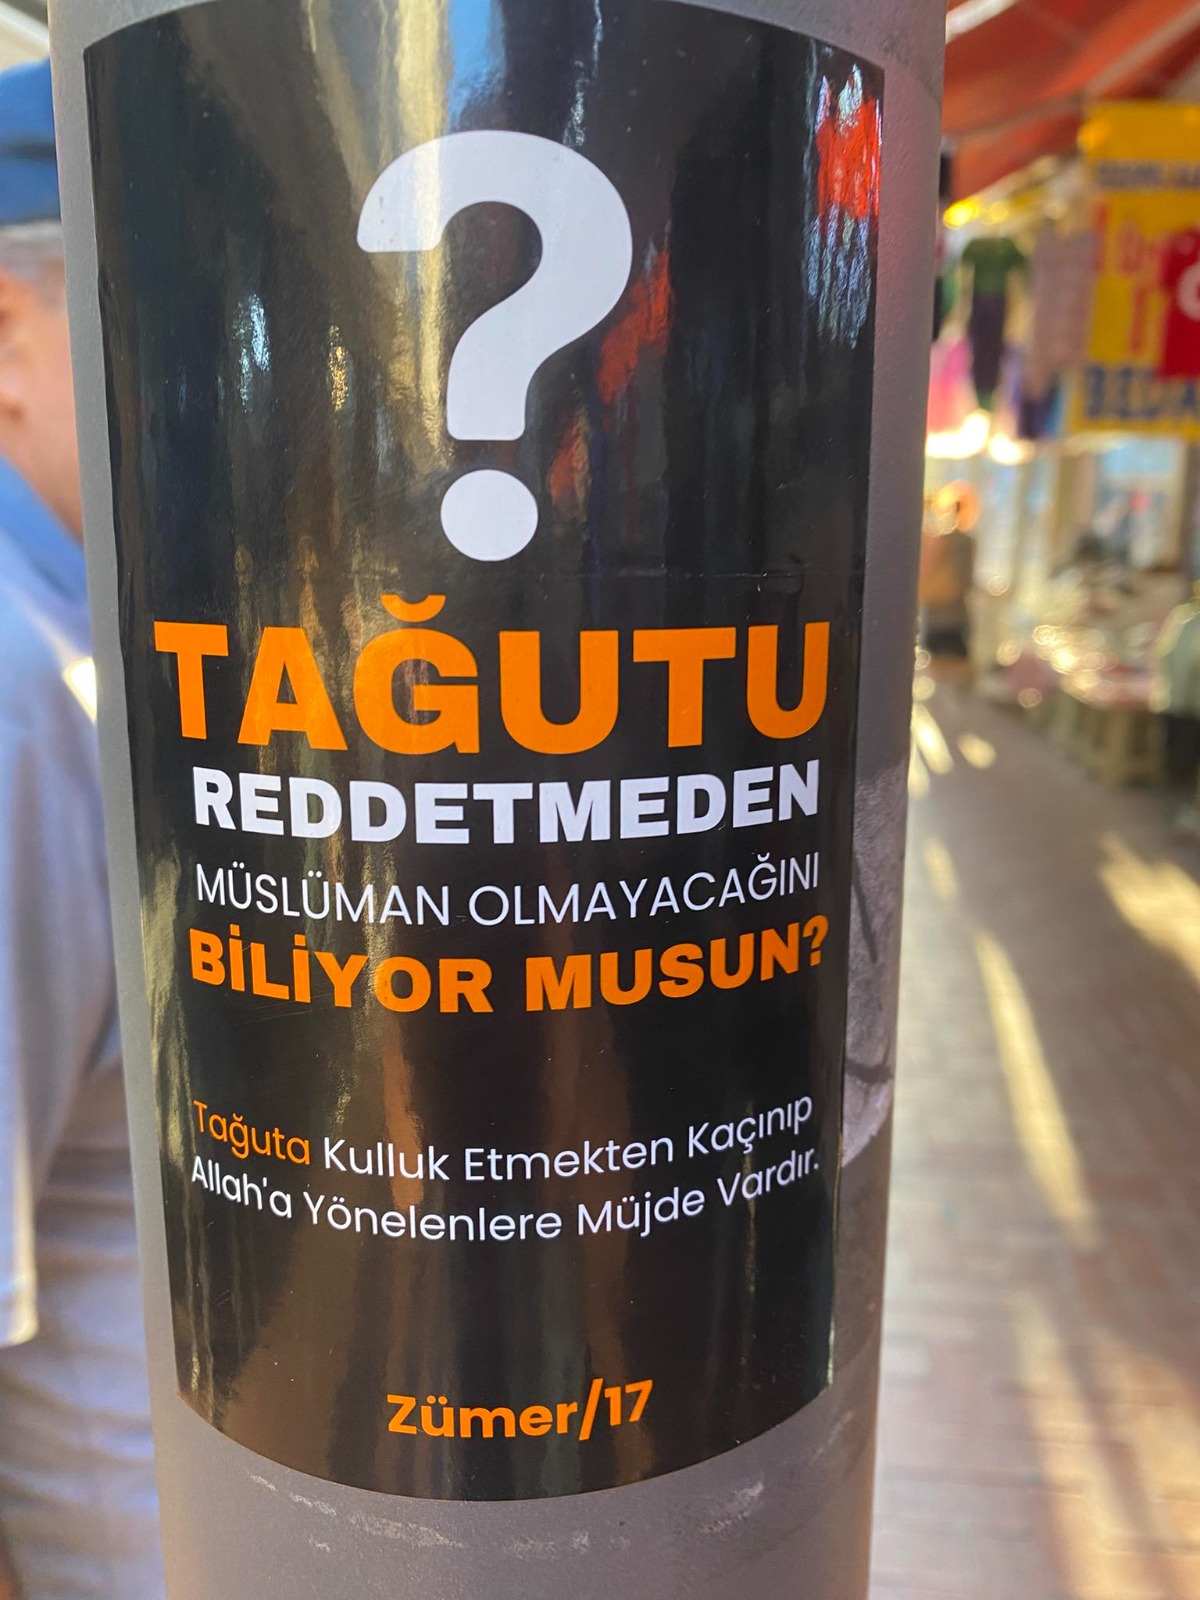 ?
TAĞUTU
REDDETMEDEN
MÜSLÜMAN OLMAYACAĞINI
BİLİYOR MUSUN?
Tağuta Kulluk Etmekten Kaçınıp
Allah'a Yönelenlere Müjde Vardır.
Zümer/17